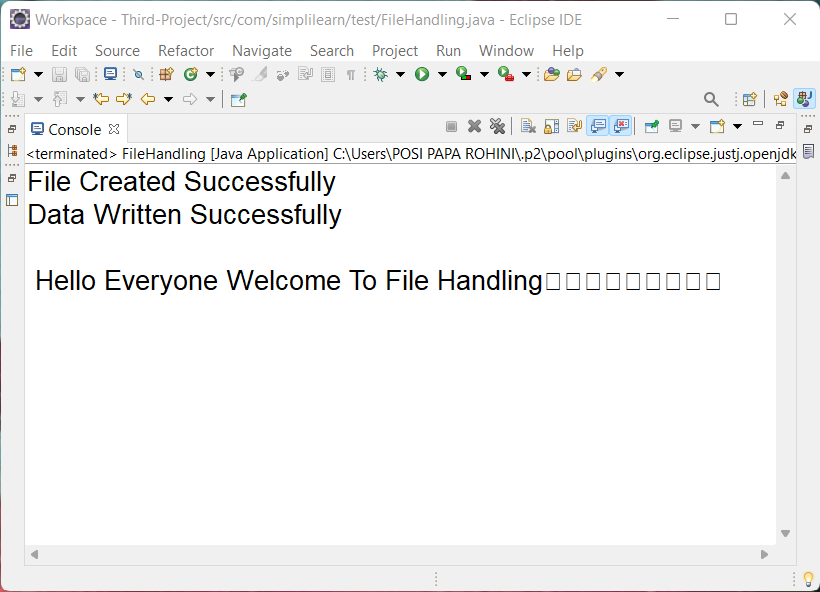 Workspace - Third-Project/src/com/simplilearn/test/FileHandling.java - Eclipse IDE
File Edit Source Refactor Navigate Search Project Run Window Help
Console
<terminated> FileHandling [Java Application] C:\Users\POSI PAPA ROHINI\.p2\pool\plugins\org.eclipse.justj.openjdk
File Created Successfully
Data Written Successfully
Hello Everyone Welcome To File Handling□□□□□□□□□